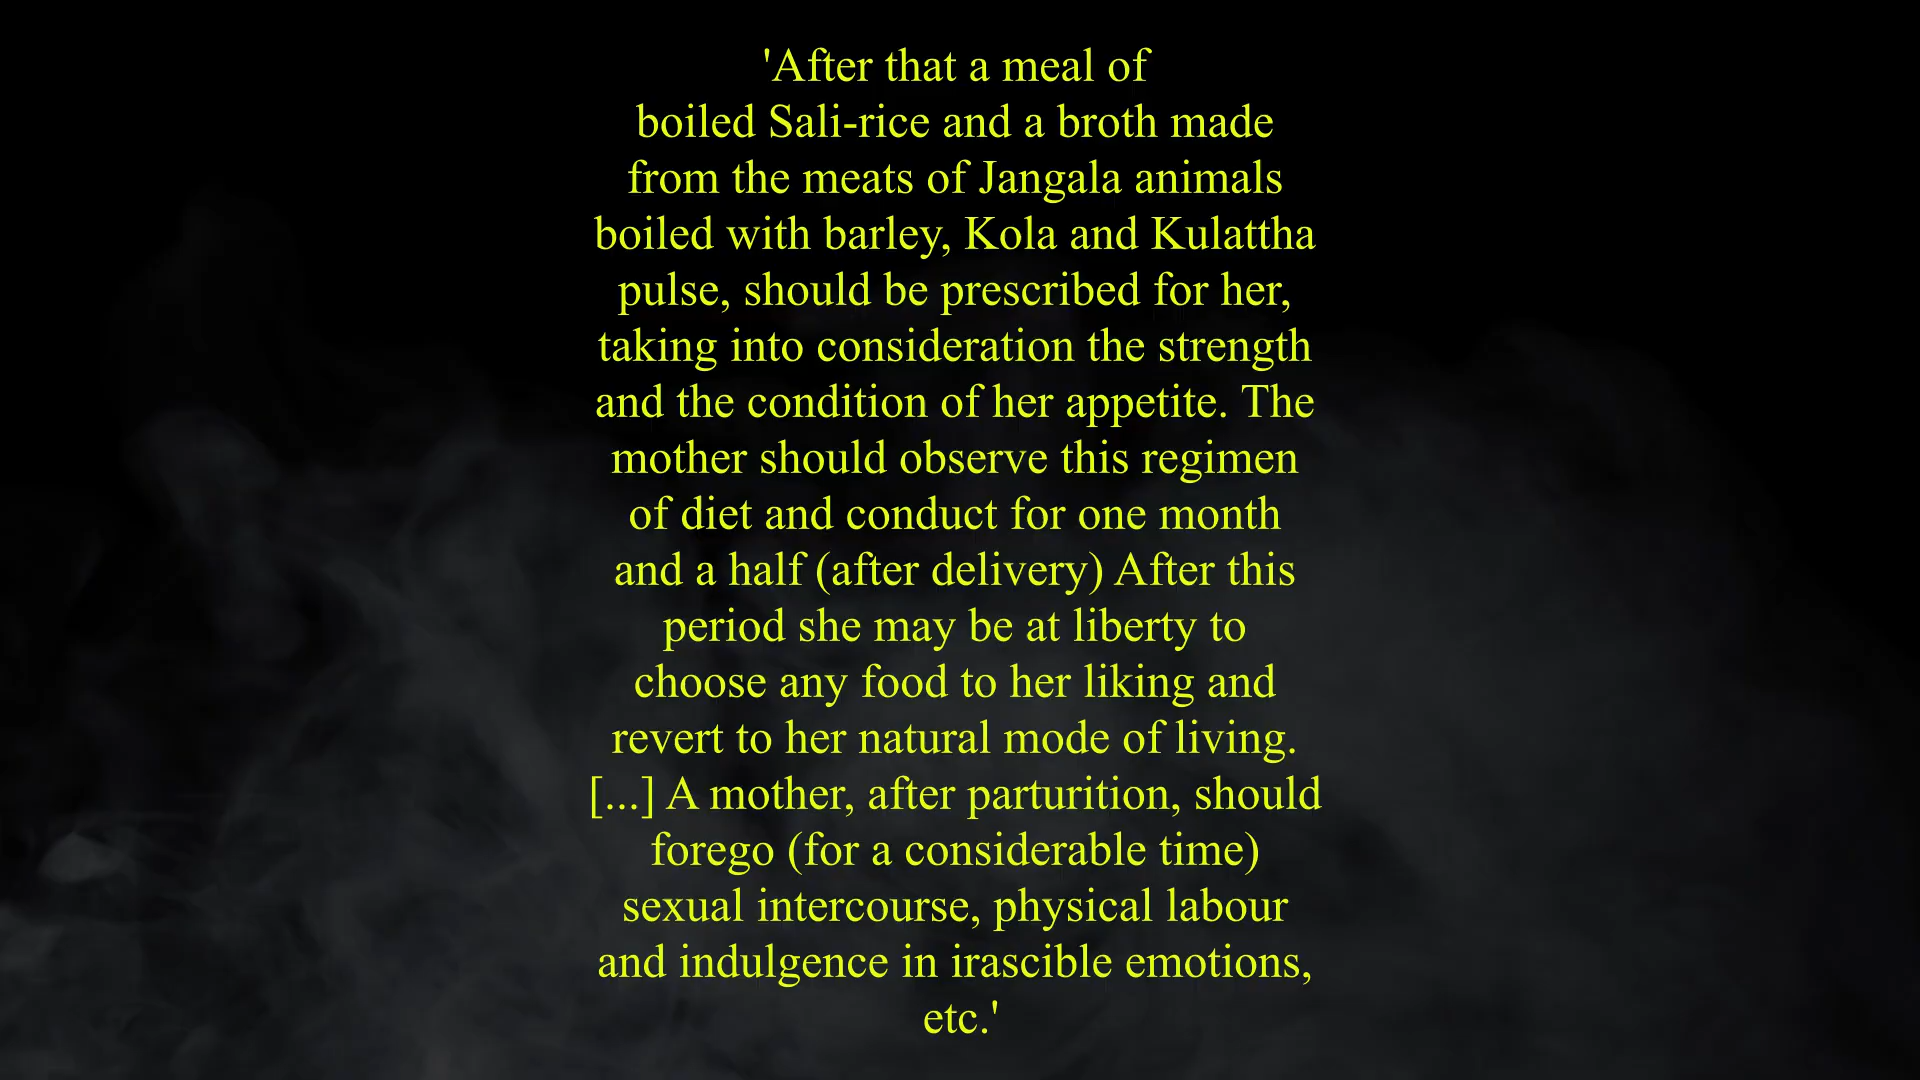 'After that a meal of
boiled Sali-rice and a broth made
from the meats of Jangala animals
boiled with barley, Kola and Kulattha
pulse, should be prescribed for her,
taking into consideration the strength
and the condition of her appetite. The
mother should observe this regimen
of diet and conduct for one month
and a half (after delivery) After this
period she may be at liberty to
choose any food to her liking and
revert to her natural mode of living.
[...] A mother, after parturition, should
forego (for a considerable time)
sexual intercourse, physical labour
and indulgence in irascible emotions,
etc.'